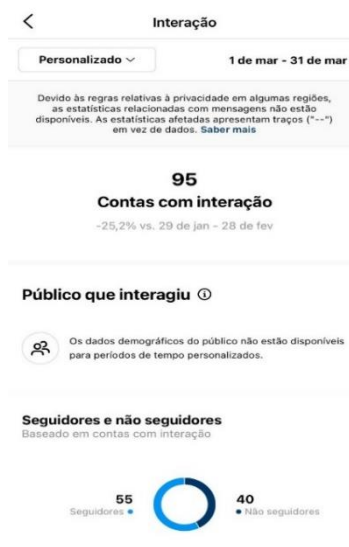 Interação
Personalizado
1 de mar - 31 de mar
Devido às regras relativas à privacidade em algumas regiões,
as estatísticas relacionadas com mensagens não estão
disponíveis. As estatísticas afetadas apresentam traços ("--")
em vez de dados. Saber mais
95
Contas com interação
-25,2% vs. 29 de jan - 28 de fev
Público que interagiu
Os dados demográficos do público não estão disponíveis
para períodos de tempo personalizados.
Seguidores e não seguidores
Baseado em contas com interação
55
Seguidores
40
Não seguidores